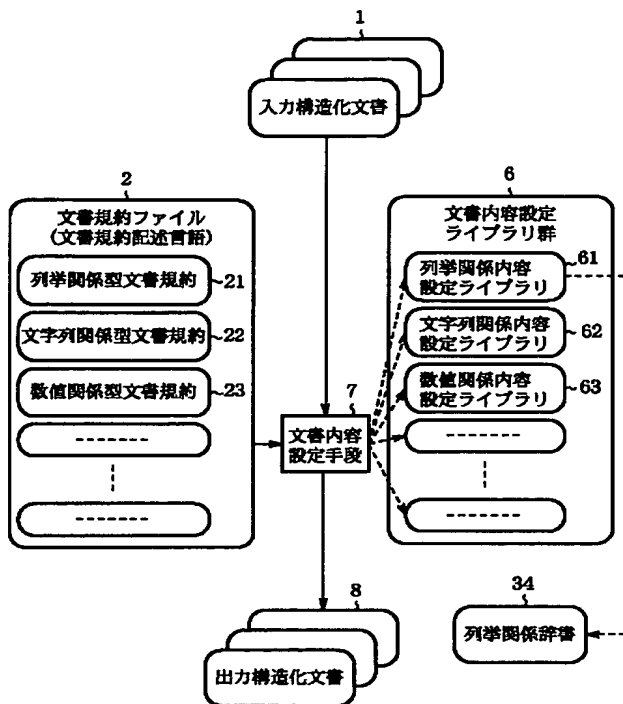 1
入力構造化文書
2
文書規約ファイル
(文書規約記述言語)
列挙関係型文書規約
21
文字列関係型文書規約
22
数値関係型文書規約
23
6
文書内容設定
ライブラリ群
列挙関係内容
設定ライブラリ
61
文字列関係内容
設定ライブラリ
62
数値関係内容
設定ライブラリ
63
7
文書内容
設定手段
8
出力構造化文書
34
列挙関係辞書